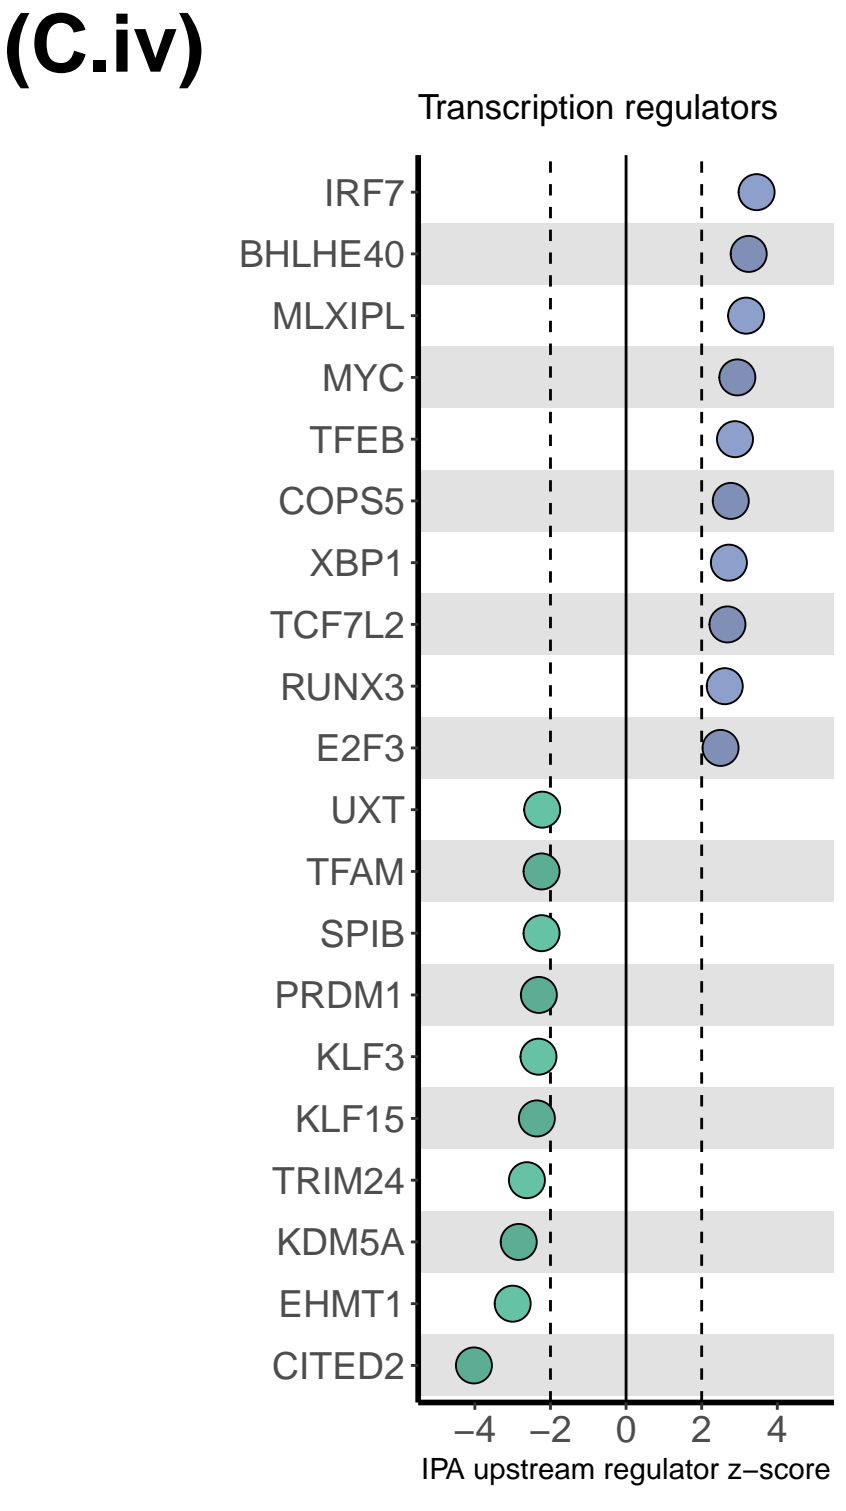 (C.iv)
Transcription regulators
IRF7
BHLHE40
MLXIPL
MYC
TFEB
COPS5
XBP1
TCF7L2
RUNX3
E2F3
UXT
TFAM
SPIB
PRDM1
KLF3
KLF15
TRIM24
KDM5A
EHMT1
CITED2
−4 −2 0 2 4
IPA upstream regulator z−score